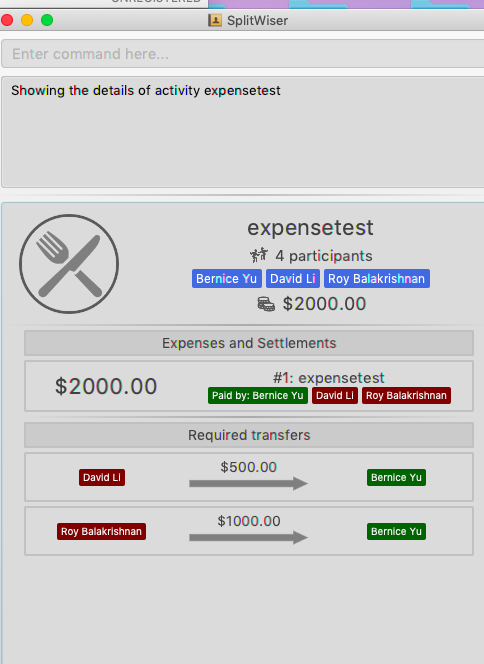 UNREGISTERED
SplitWiser
Enter command here...
Showing the details of activity expensetest
expensetest
4 participants
Bernice Yu David Li Roy Balakrishnan
$2000.00
Expenses and Settlements
$2000.00
#1: expensetest
Paid by: Bernice Yu David Li Roy Balakrishnan
Required transfers
David Li $500.00 Bernice Yu
Roy Balakrishnan $1000.00 Bernice Yu